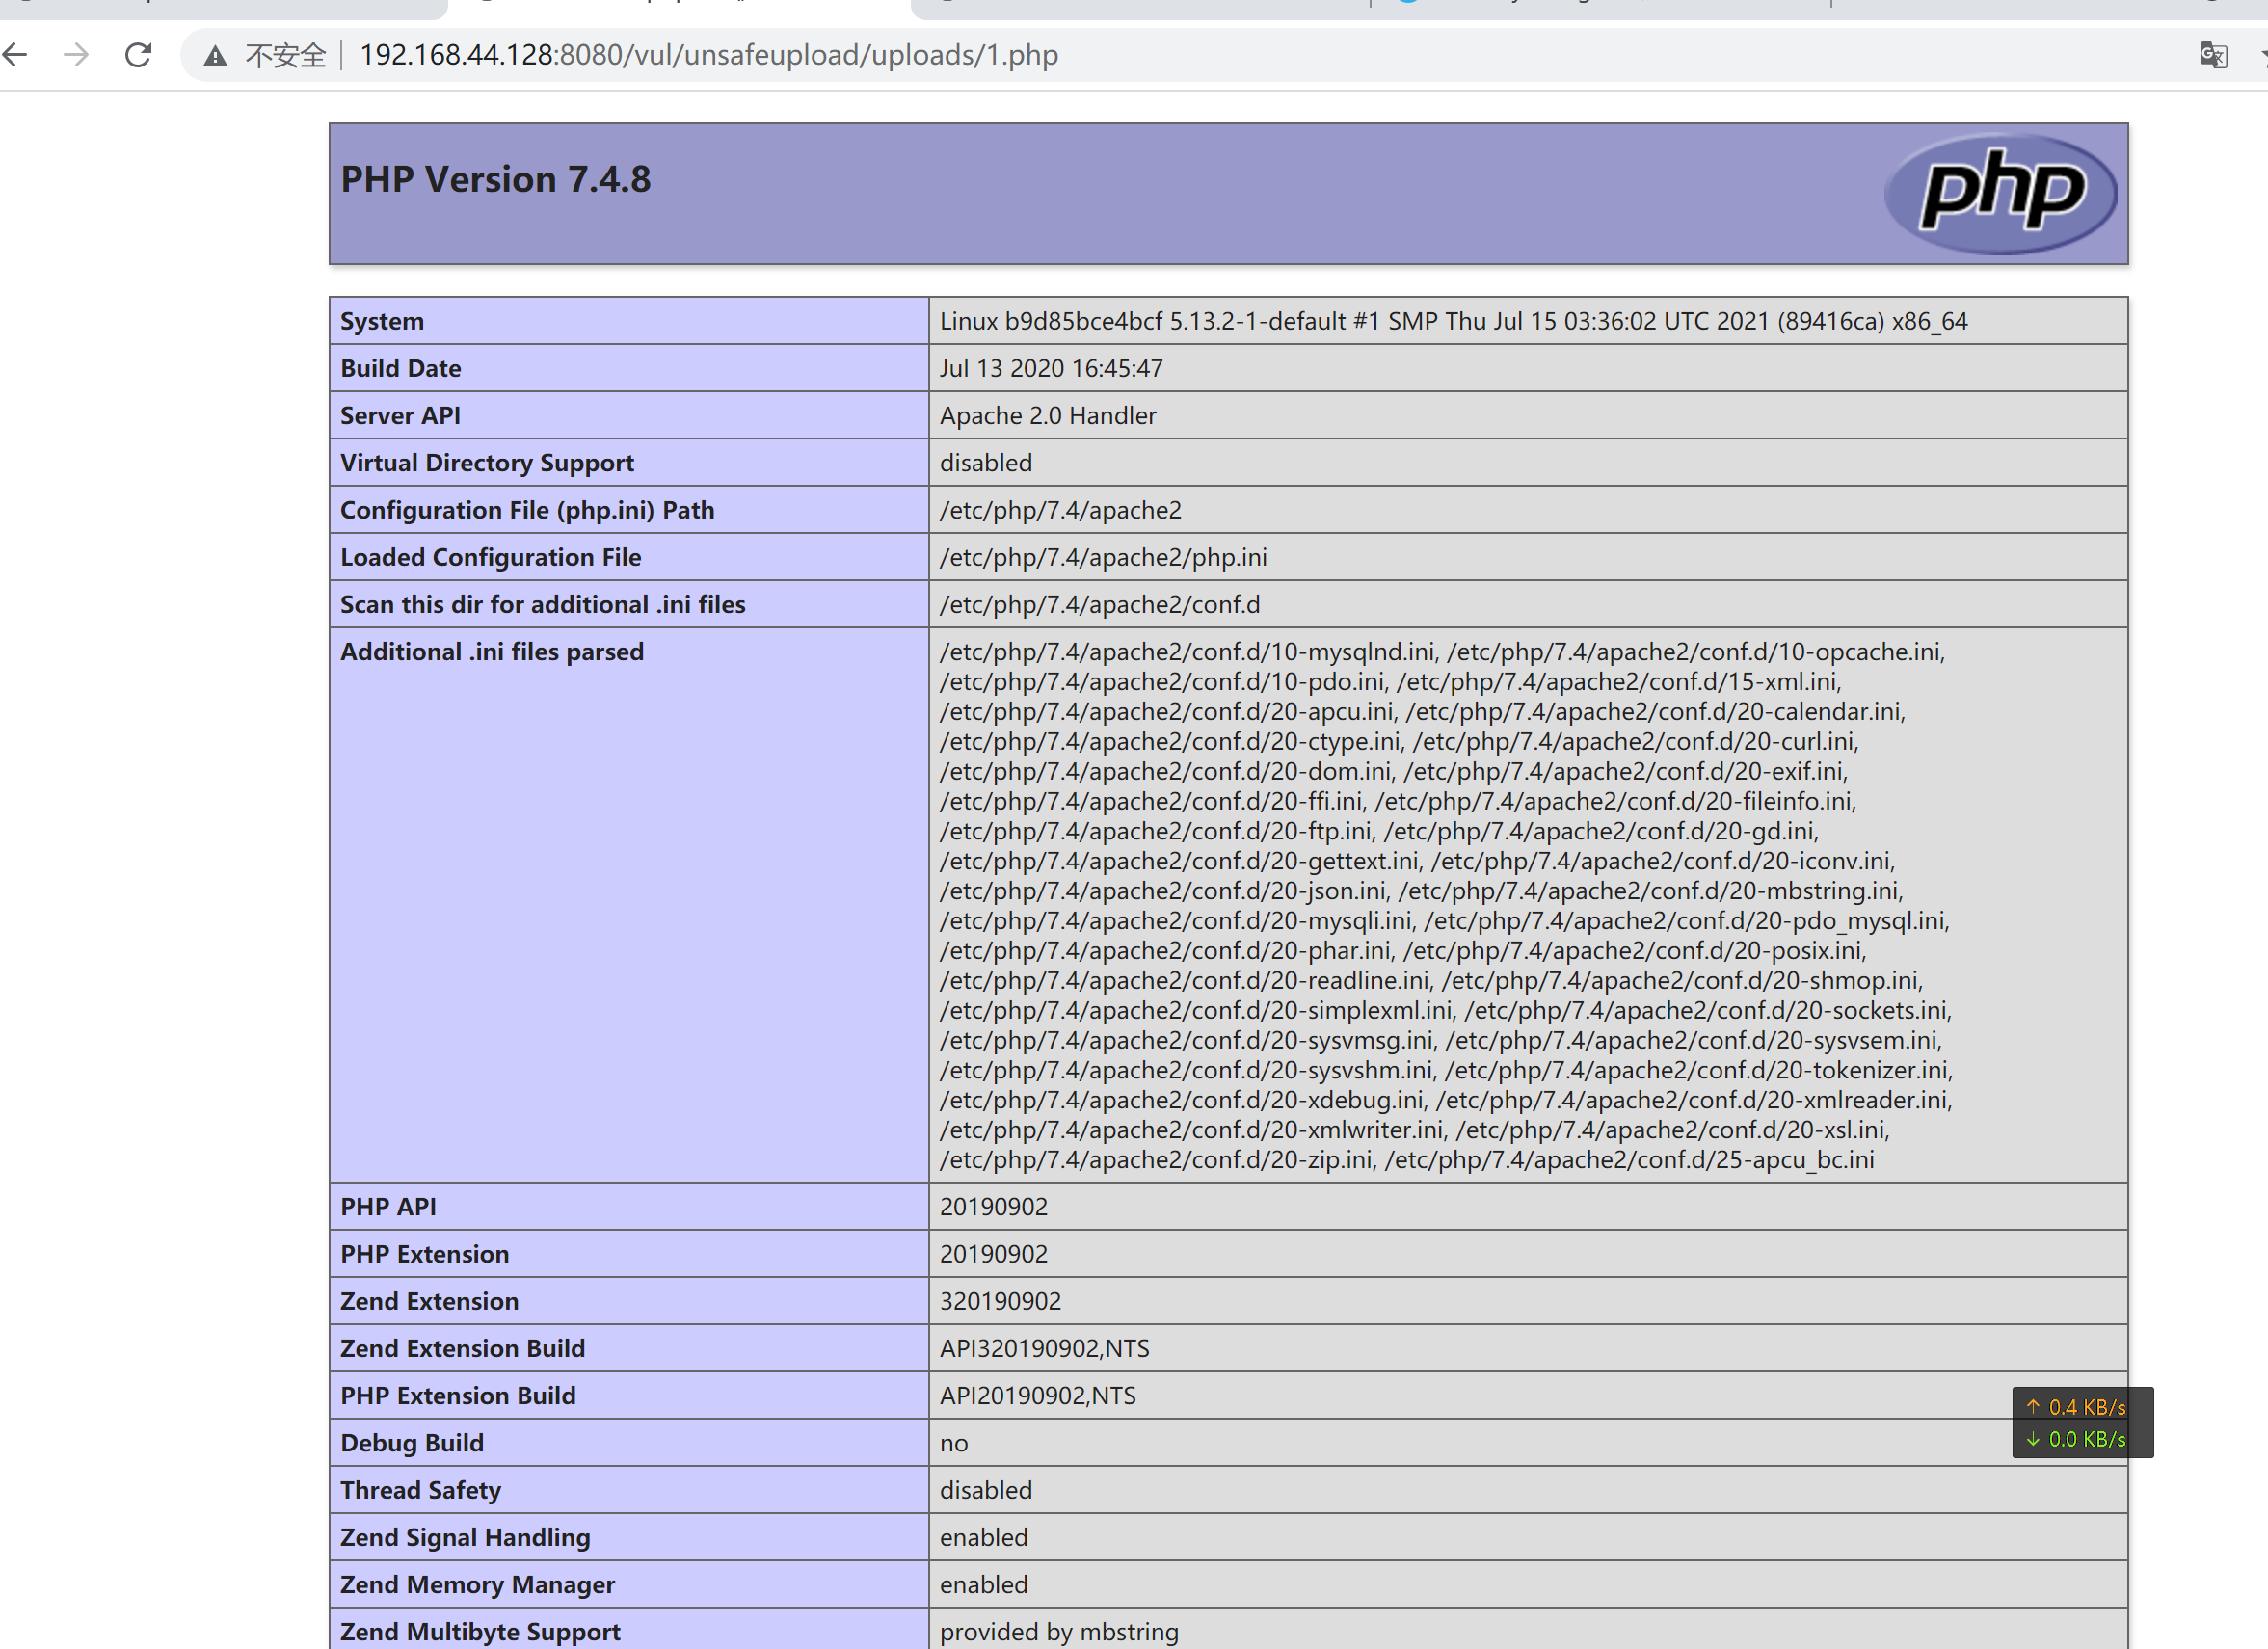 不安全 192.168.44.128:8080/vul/unsafeupload/uploads/1.php
PHP Version 7.4.8
php
System Linux b9d85bce4bcf 5.13.2-1-default #1 SMP Thu Jul 15 03:36:02 UTC 2021 (89416ca) x86_64
Build Date Jul 13 2020 16:45:47
Server API Apache 2.0 Handler
Virtual Directory Support disabled
Configuration File (php.ini) Path /etc/php/7.4/apache2
Loaded Configuration File /etc/php/7.4/apache2/php.ini
Scan this dir for additional .ini files /etc/php/7.4/apache2/conf.d
Additional .ini files parsed /etc/php/7.4/apache2/conf.d/10-mysqlnd.ini, /etc/php/7.4/apache2/conf.d/10-opcache.ini,
/etc/php/7.4/apache2/conf.d/10-pdo.ini, /etc/php/7.4/apache2/conf.d/15-xml.ini,
/etc/php/7.4/apache2/conf.d/20-apcu.ini, /etc/php/7.4/apache2/conf.d/20-calendar.ini,
/etc/php/7.4/apache2/conf.d/20-ctype.ini, /etc/php/7.4/apache2/conf.d/20-curl.ini,
/etc/php/7.4/apache2/conf.d/20-dom.ini, /etc/php/7.4/apache2/conf.d/20-exif.ini,
/etc/php/7.4/apache2/conf.d/20-ffi.ini, /etc/php/7.4/apache2/conf.d/20-fileinfo.ini,
/etc/php/7.4/apache2/conf.d/20-ftp.ini, /etc/php/7.4/apache2/conf.d/20-gd.ini,
/etc/php/7.4/apache2/conf.d/20-gettext.ini, /etc/php/7.4/apache2/conf.d/20-iconv.ini,
/etc/php/7.4/apache2/conf.d/20-json.ini, /etc/php/7.4/apache2/conf.d/20-mbstring.ini,
/etc/php/7.4/apache2/conf.d/20-mysqli.ini, /etc/php/7.4/apache2/conf.d/20-pdo_mysql.ini,
/etc/php/7.4/apache2/conf.d/20-phar.ini, /etc/php/7.4/apache2/conf.d/20-posix.ini,
/etc/php/7.4/apache2/conf.d/20-readline.ini, /etc/php/7.4/apache2/conf.d/20-shmop.ini,
/etc/php/7.4/apache2/conf.d/20-simplexml.ini, /etc/php/7.4/apache2/conf.d/20-sockets.ini,
/etc/php/7.4/apache2/conf.d/20-sysvmsg.ini, /etc/php/7.4/apache2/conf.d/20-sysvsem.ini,
/etc/php/7.4/apache2/conf.d/20-sysvshm.ini, /etc/php/7.4/apache2/conf.d/20-tokenizer.ini,
/etc/php/7.4/apache2/conf.d/20-xdebug.ini, /etc/php/7.4/apache2/conf.d/20-xmlreader.ini,
/etc/php/7.4/apache2/conf.d/20-xmlwriter.ini, /etc/php/7.4/apache2/conf.d/20-xsl.ini,
/etc/php/7.4/apache2/conf.d/20-zip.ini, /etc/php/7.4/apache2/conf.d/25-apcu_bc.ini
PHP API 20190902
PHP Extension 20190902
Zend Extension 320190902
Zend Extension Build API320190902,NTS
PHP Extension Build API20190902,NTS
↑ 0.4 KB/s
↓ 0.0 KB/s
Debug Build no
Thread Safety disabled
Zend Signal Handling enabled
Zend Memory Manager enabled
Zend Multibyte Support provided by mbstring